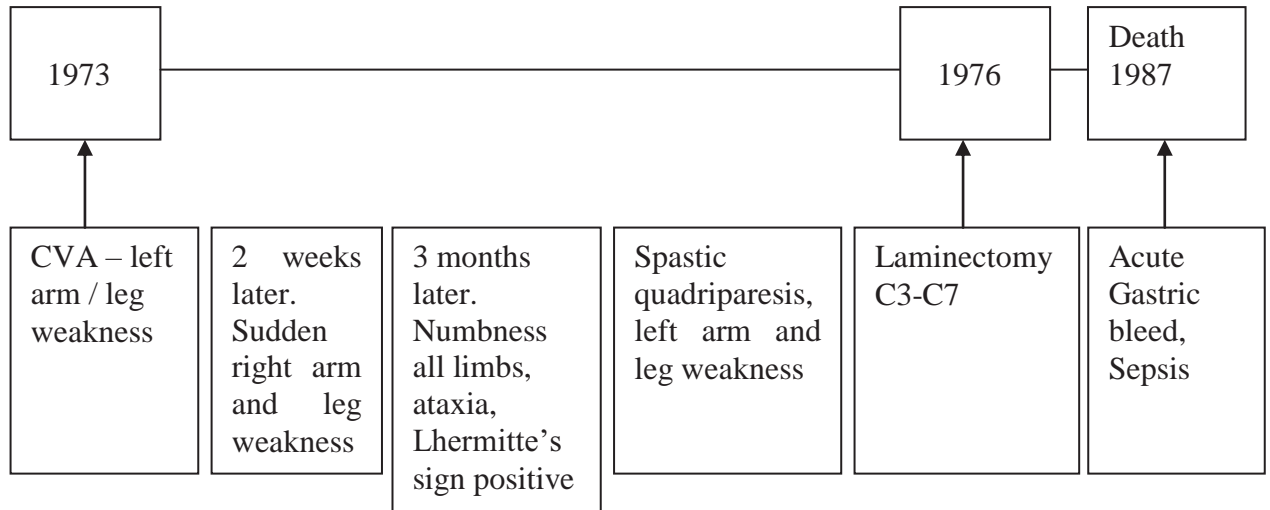 1973
1976
Death
1987
CVA – left
arm / leg
weakness
2 weeks
later.
Sudden
right arm
and leg
weakness
3 months
later.
Numbness
all limbs,
ataxia,
Lhermitte’s
sign positive
Spastic
quadriparesis,
left arm and
leg weakness
Laminectomy
C3-C7
Acute
Gastric
bleed,
Sepsis